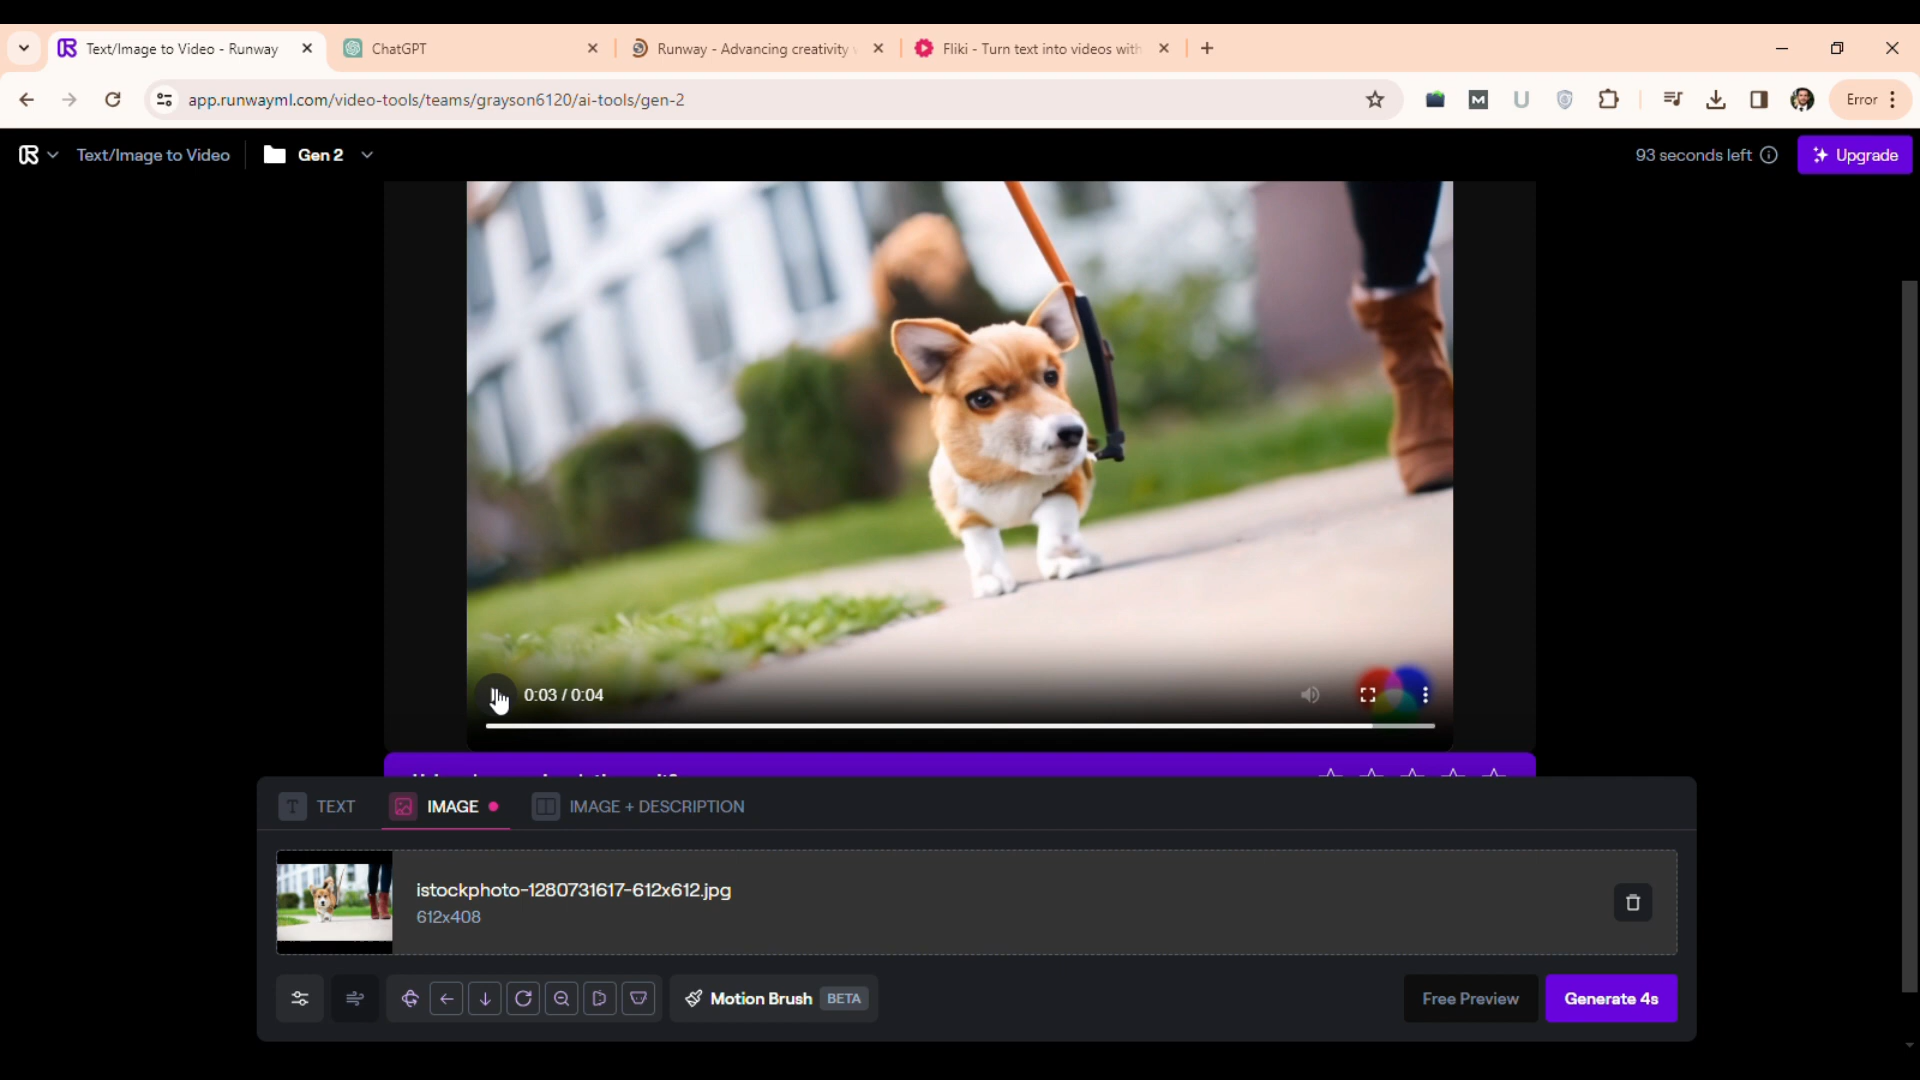 Text/Image to Video - Runway
ChatGPT
Runway - Advancing creativity
Fliki - Turn text into videos with
app.runwayml.com/video-tools/teams/grayson6120/ai-tools/gen-2
M
U
Error
Text/Image to Video
Gen 2
93 seconds left
Upgrade
0:03 / 0:04
T TEXT
IMAGE
IMAGE + DESCRIPTION
istockphoto-1280731617-612x612.jpg
612x408
Motion Brush BETA
Free Preview
Generate 4s